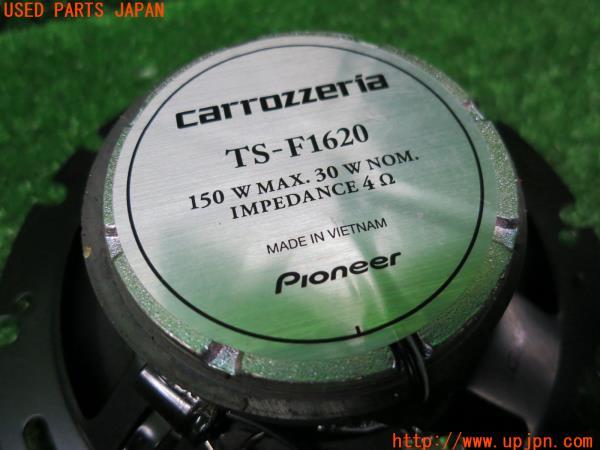 USED PARTS JAPAN
carrozzeria
TS-F1620
150 W MAX. 30 W NOM.
IMPEDANCE 4 Ω
MADE IN VIETNAM
Pioneer
http://www.upjpn.com/